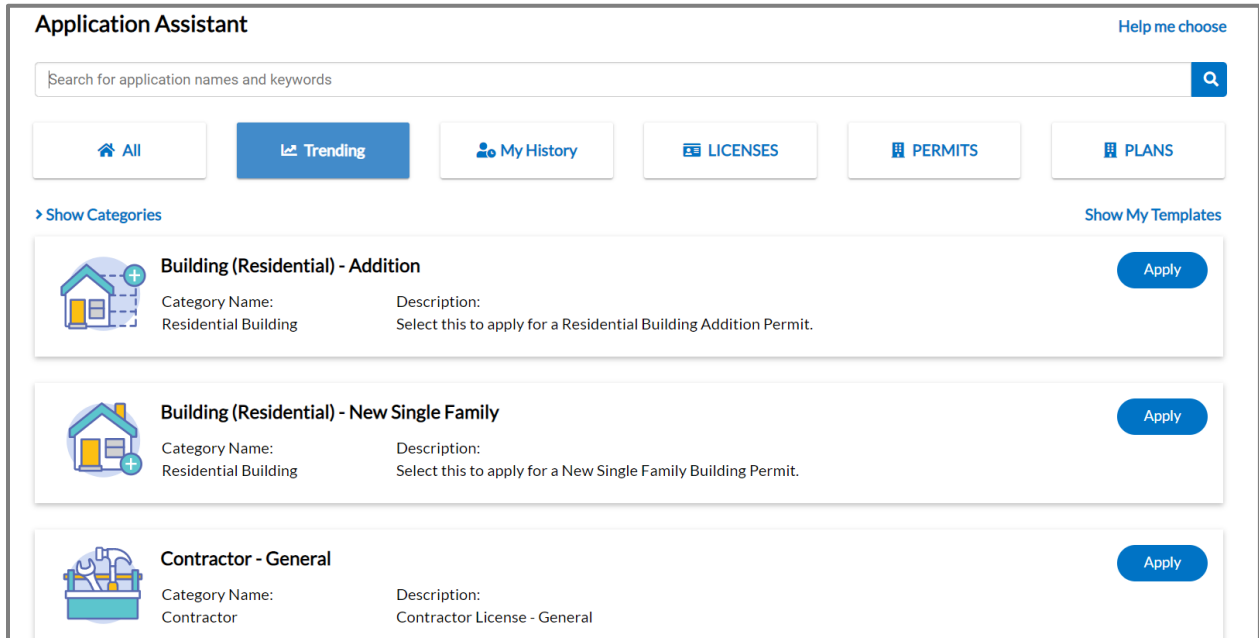 Application Assistant
Help me choose
Search for application names and keywords
All
Trending
My History
LICENSES
PERMITS
PLANS
Show Categories
Show My Templates
Building (Residential) - Addition
Apply
Category Name:
Description:
Residential Building
Select this to apply for a Residential Building Addition Permit.
Building (Residential) - New Single Family
Apply
Category Name:
Description:
Residential Building
Select this to apply for a New Single Family Building Permit.
Contractor - General
Apply
Category Name:
Description:
Contractor
Contractor License - General